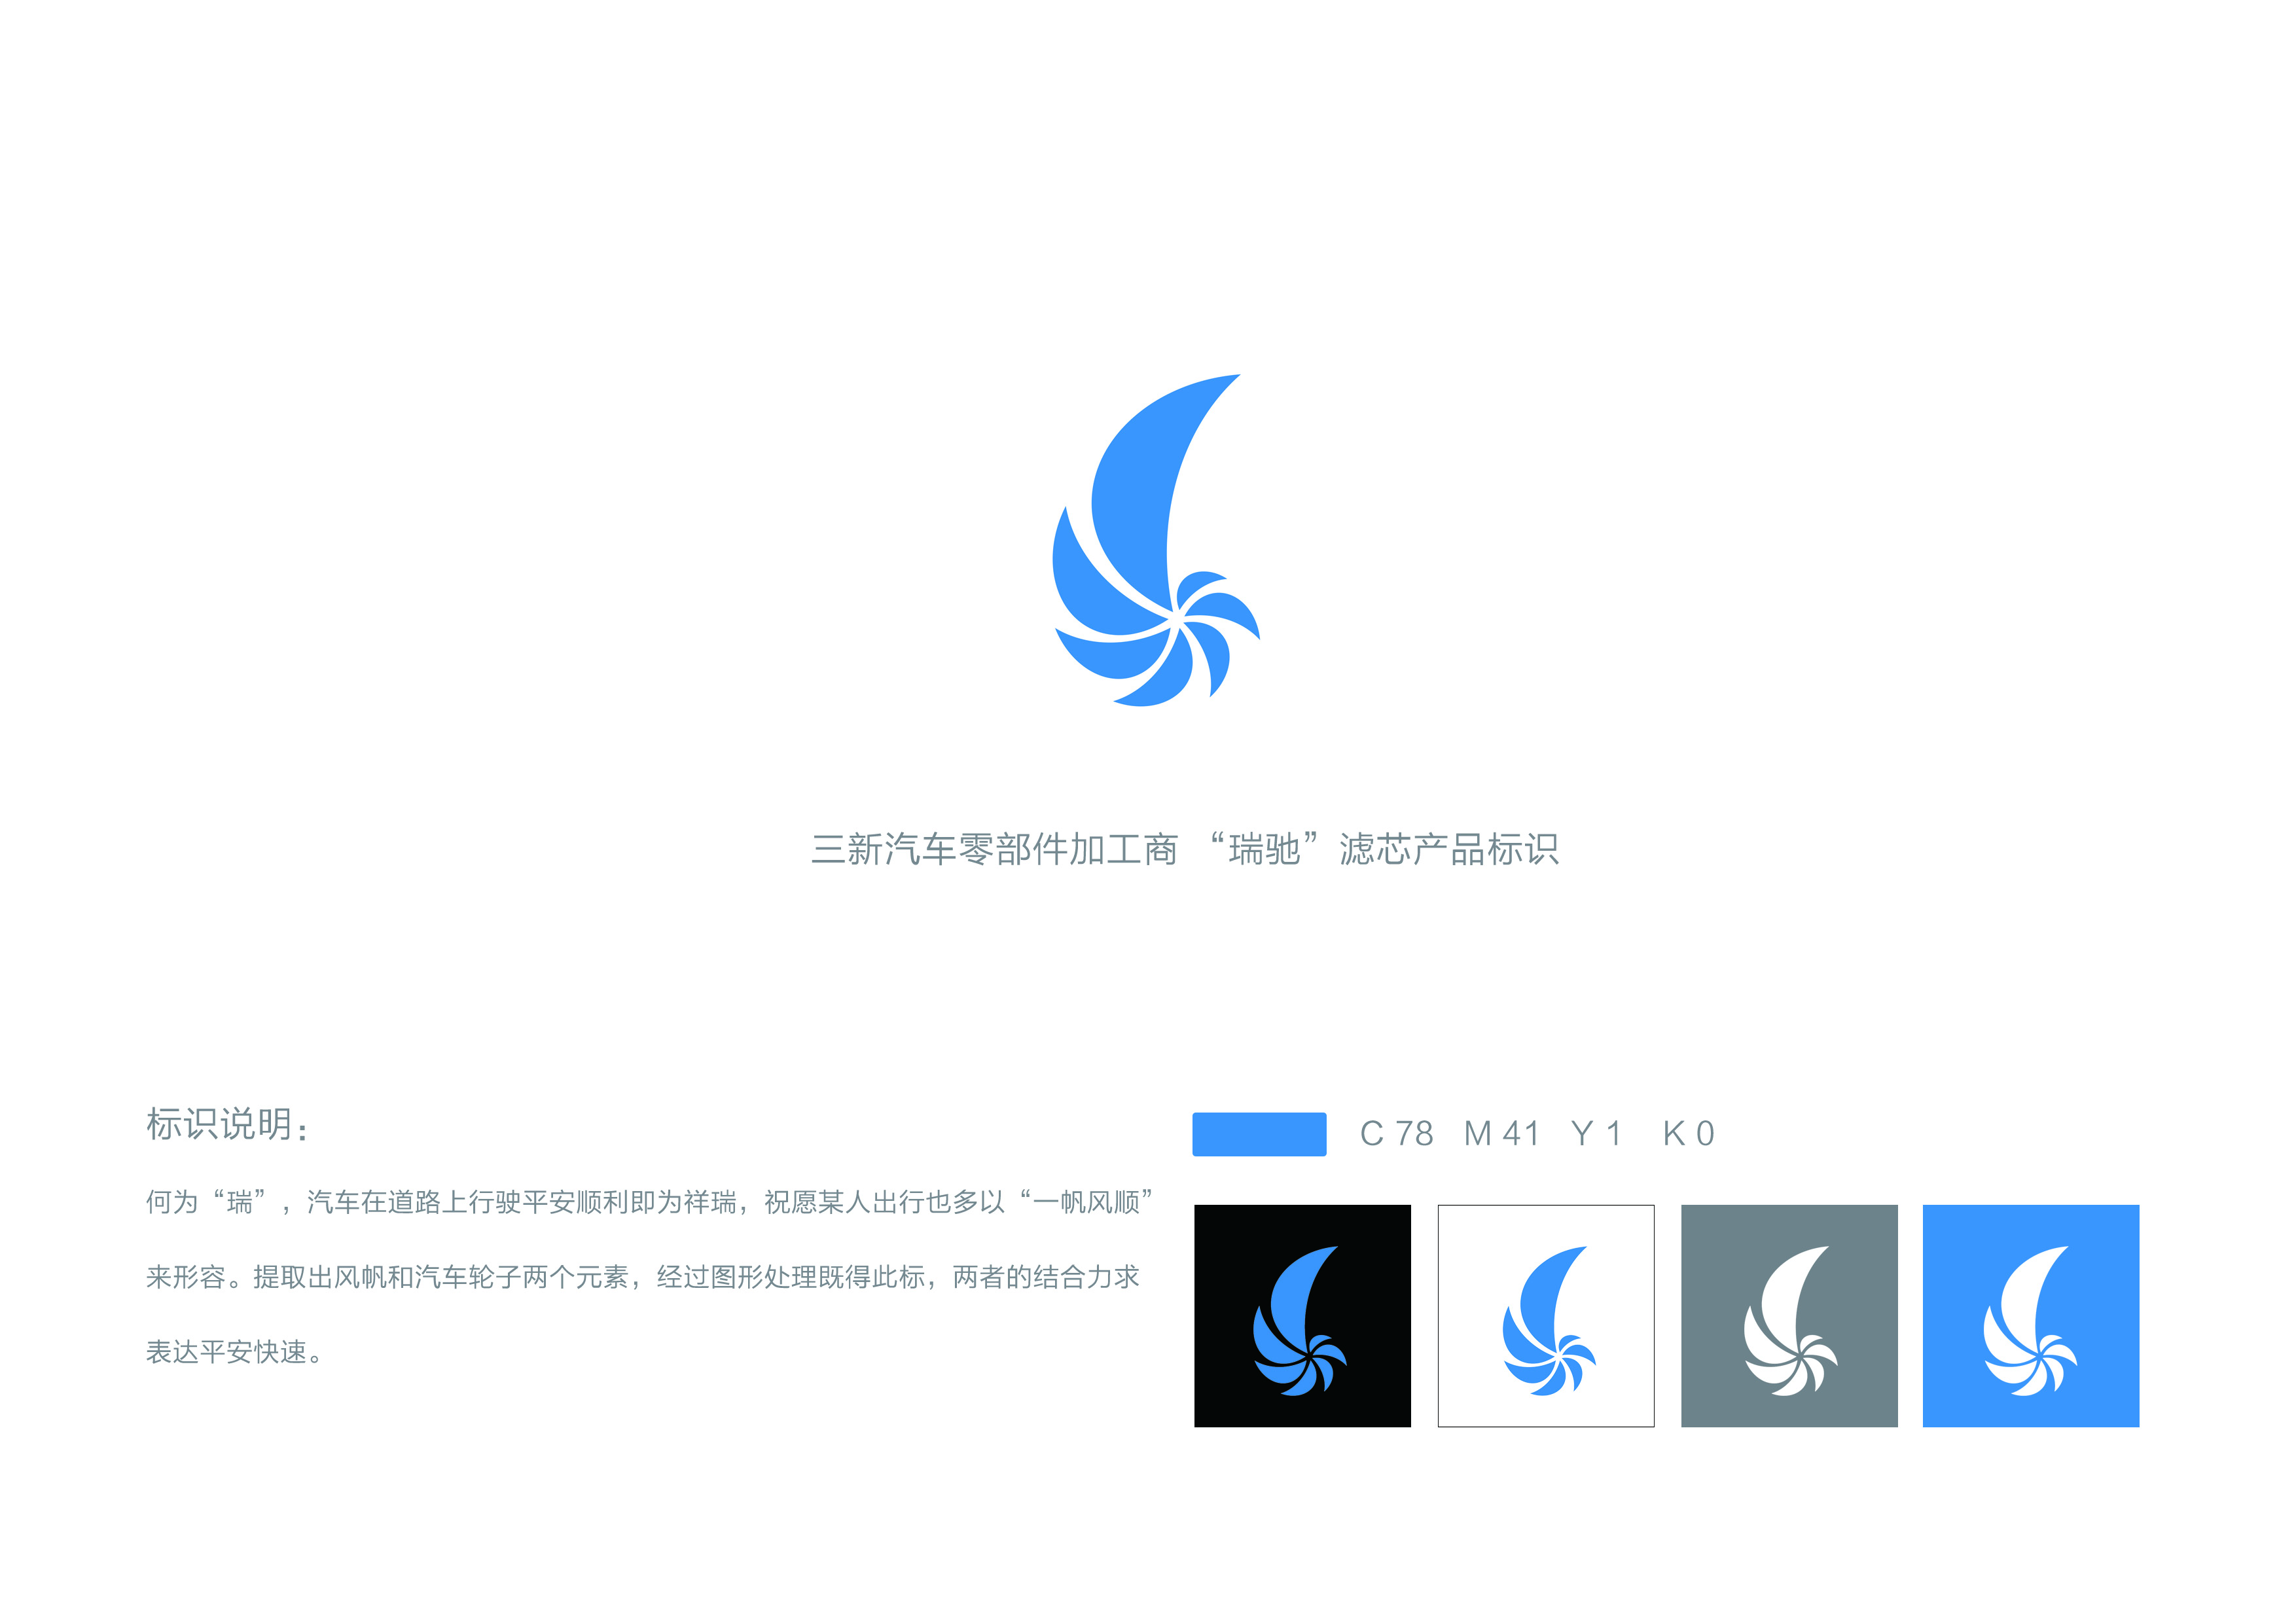 三新汽车零部件加工商 “瑞驰” 滤芯产品标识
标识说明：
何为“瑞”，汽车在道路上行驶平安顺利即为祥瑞，祝愿某人出行也多以“一帆风顺”
来形容。提取出风帆和汽车轮子两个元素，经过图形处理既得此标，两者的结合力求
表达平安快速。
C 78 M 41 Y 1 K 0